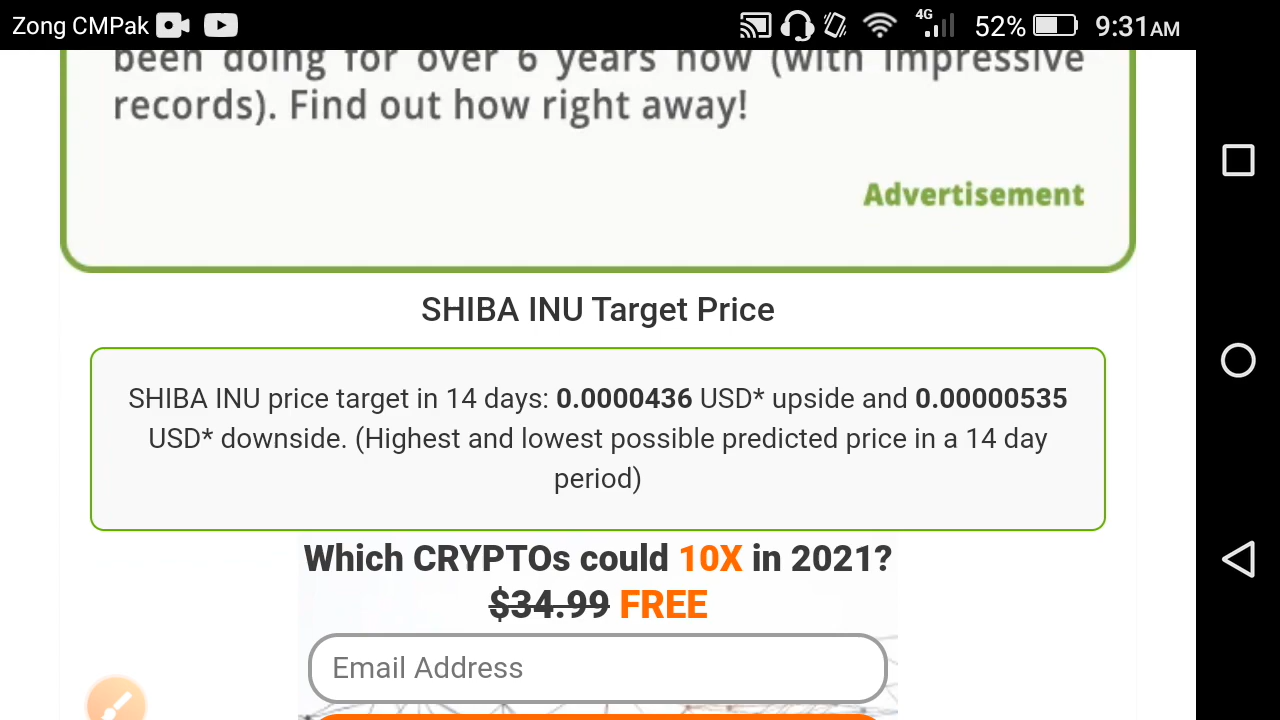 Zong CMPak 4G 52% 9:31AM
been doing for over 6 years now (with impressive
records). Find out how right away!
Advertisement
SHIBA INU Target Price
SHIBA INU price target in 14 days: 0.0000436 USD* upside and 0.00000535
USD* downside. (Highest and lowest possible predicted price in a 14 day
period)
Which CRYPTOs could 10X in 2021?
$34.99 FREE
Email Address